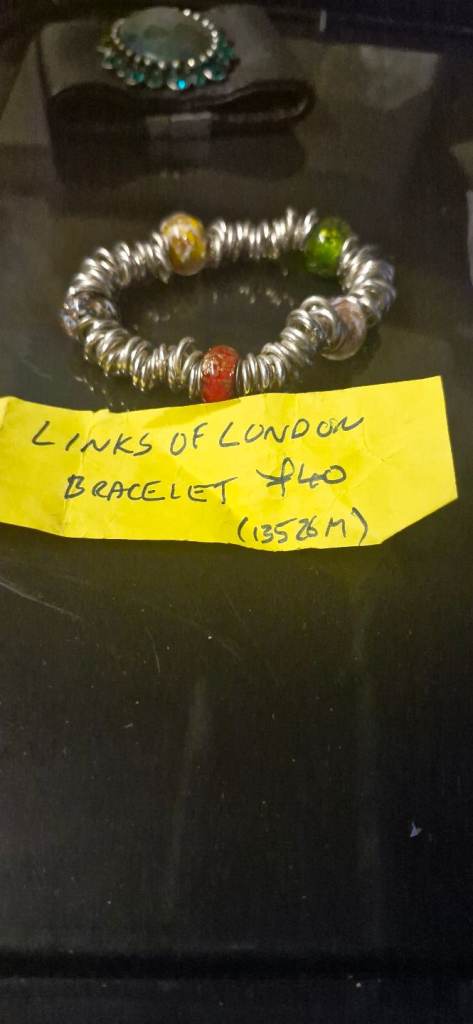 LINKS OF LONDON
BRACELET £40
(13526M)